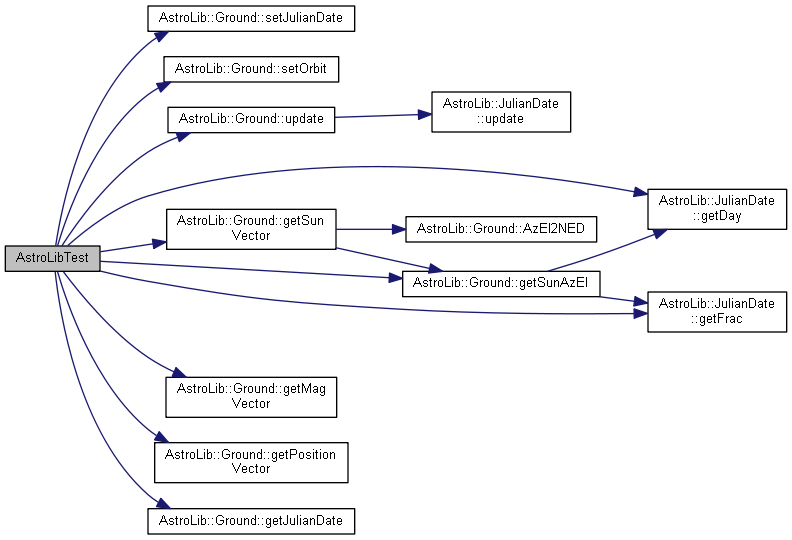 AstroLib::Ground::setJulianDate
AstroLib::Ground::setOrbit
AstroLib::Ground::update
AstroLib::JulianDate
::update
AstroLib::JulianDate
::getDay
AstroLib::Ground::getSun
Vector
AstroLib::Ground::AzEl2NED
AstroLibTest
AstroLib::Ground::getSunAzEl
AstroLib::JulianDate
::getFrac
AstroLib::Ground::getMag
Vector
AstroLib::Ground::getPosition
Vector
AstroLib::Ground::getJulianDate